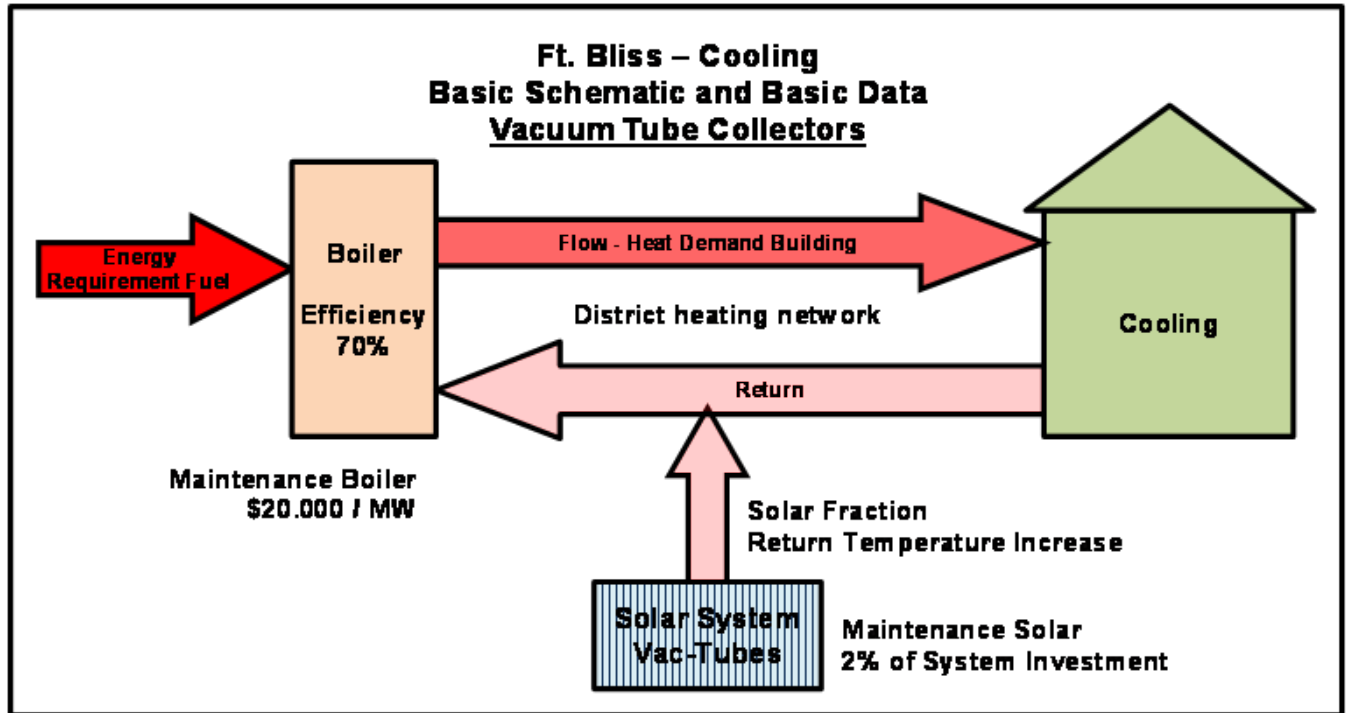 Ft. Bliss – Cooling
Basic Schematic and Basic Data
Vacuum Tube Collectors
Energy
Requirement Fuel
Boiler
Efficiency
70%
Flow - Heat Demand Building
District heating network
Return
Cooling
Maintenance Boiler
$20.000 / MW
Solar Fraction
Return Temperature Increase
Solar System
Vac-Tubes
Maintenance Solar
2% of System Investment